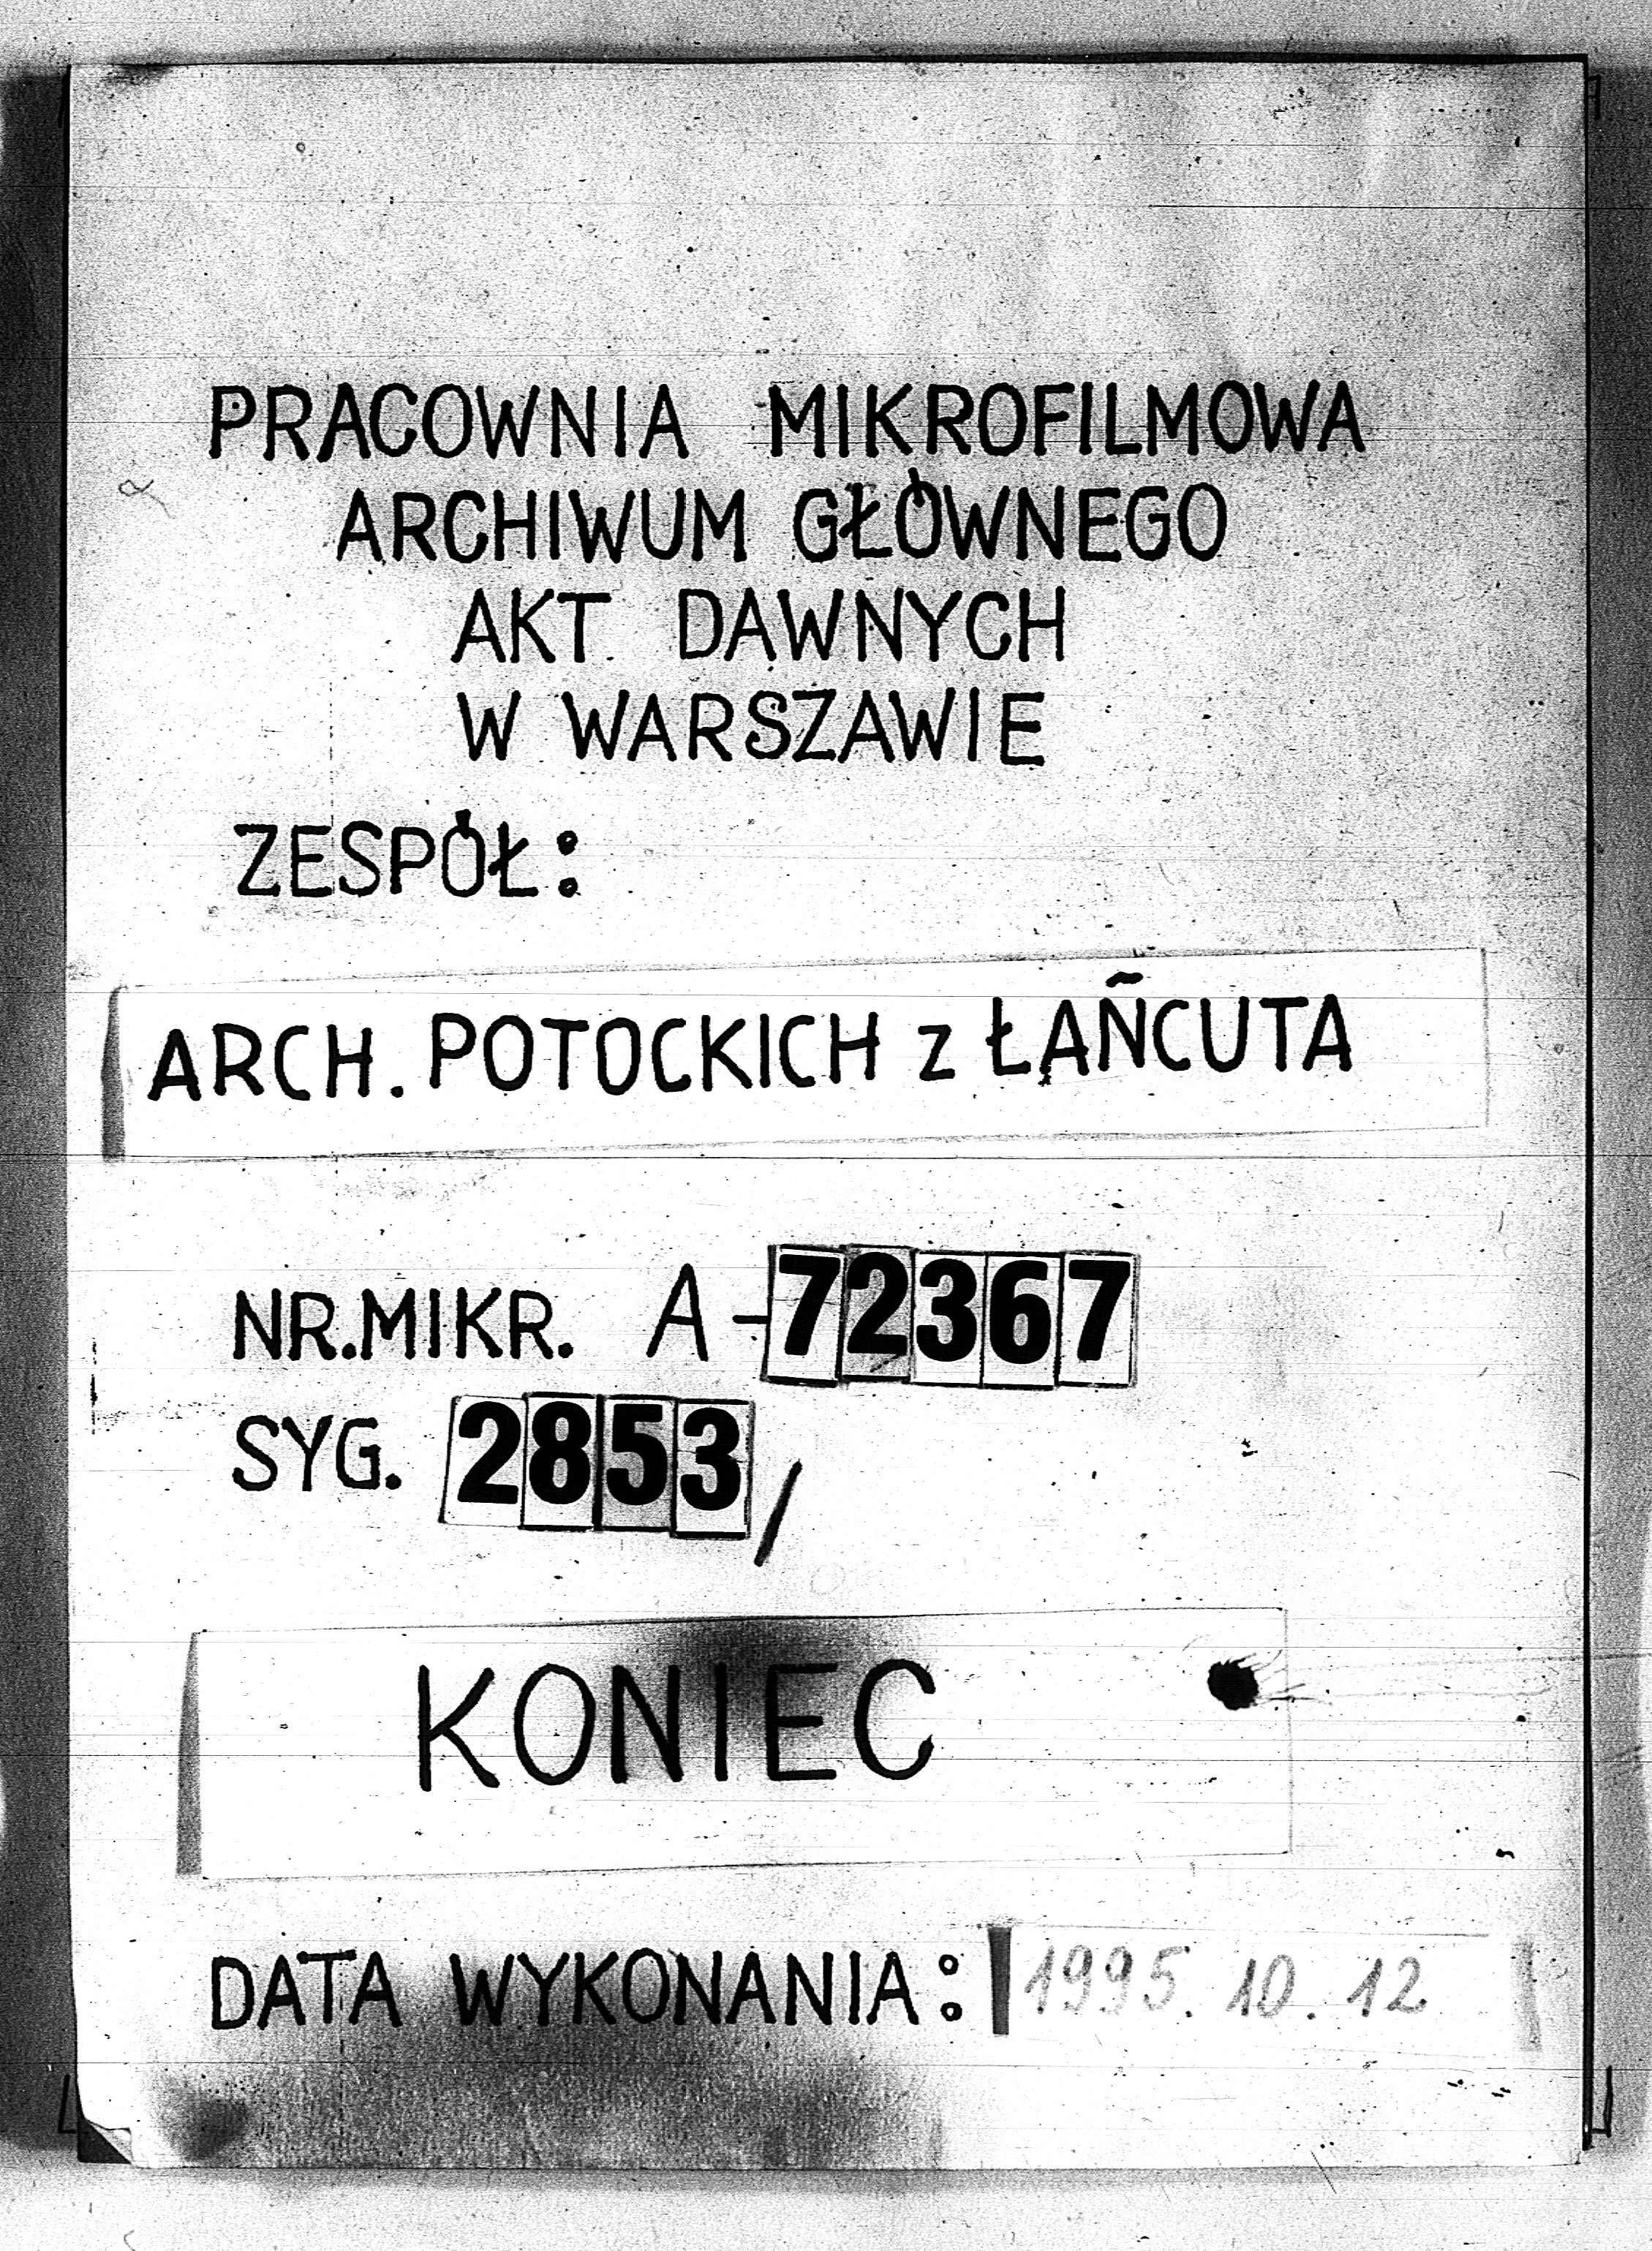 PRACOWNIA MIKROFILMOWA
ARCHIWUM GŁÓWNEGO
AKT DAWNYCH
W WARSZAWIE
ZESPÓŁ:
ARCH. POTOCKICH z ŁAŃCUTA
NR.MIKR. A-72367
SYG. 2853/
KONIEC
DATA WYKONANIA: 1995.10.12